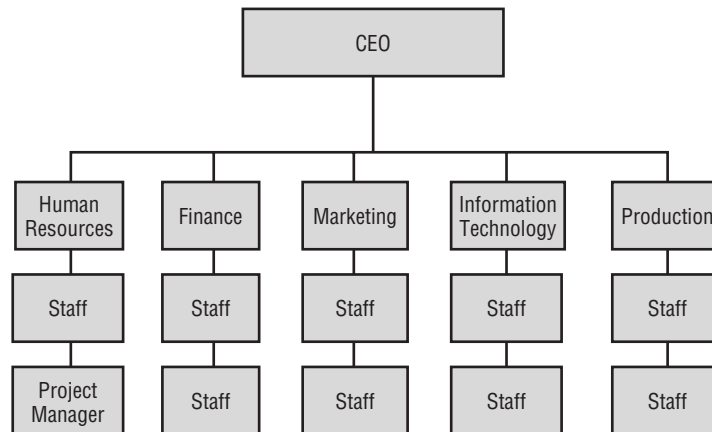 CEO
Human
Resources
Finance
Marketing
Information
Technology
Production
Staff
Staff
Staff
Staff
Staff
Project
Manager
Staff
Staff
Staff
Staff